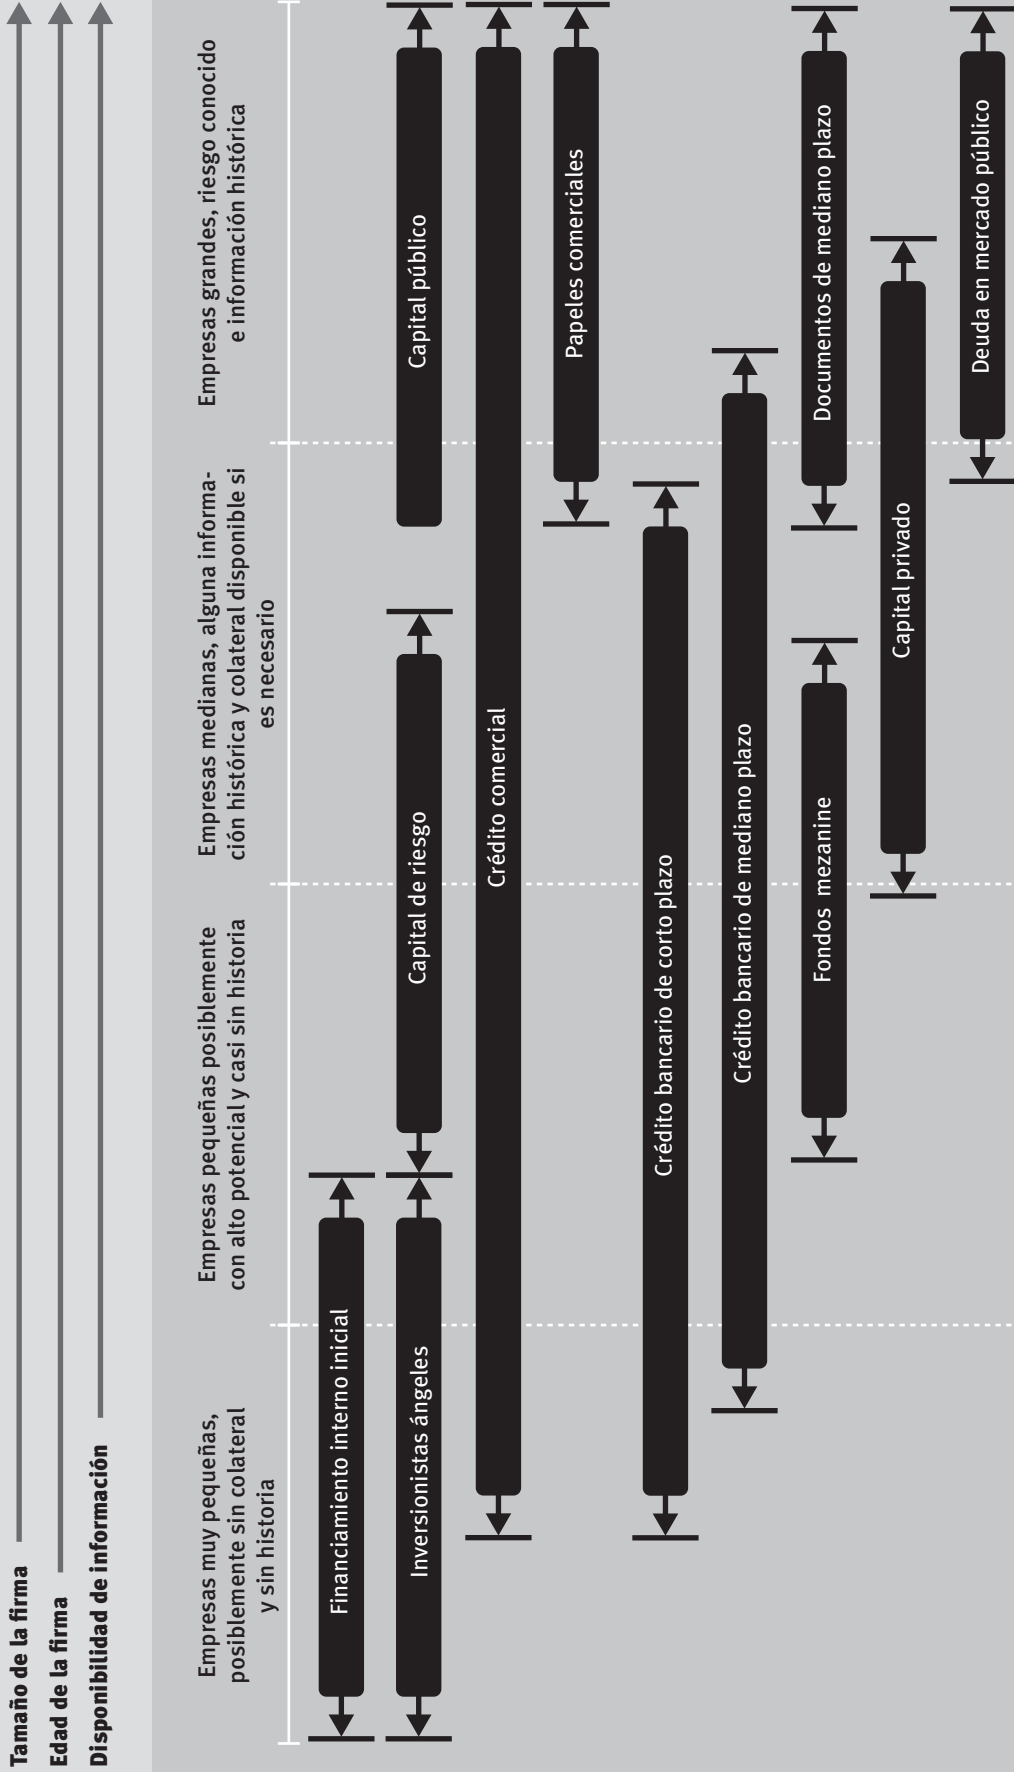 Tamaño de la firma
Edad de la firma
Disponibilidad de información
Empresas muy pequeñas,
posiblemente sin colateral
y sin historia
Empresas pequeñas posiblemente
con alto potencial y casi sin historia
Empresas medianas, alguna informa-
ción histórica y colateral disponible si
es necesario
Empresas grandes, riesgo conocido
e información histórica
Financiamiento interno inicial
Inversionistas ángeles
Capital de riesgo
Capital público
Crédito comercial
Papeles comerciales
Crédito bancario de corto plazo
Crédito bancario de mediano plazo
Fondos mezanine
Documentos de mediano plazo
Capital privado
Deuda en mercado público